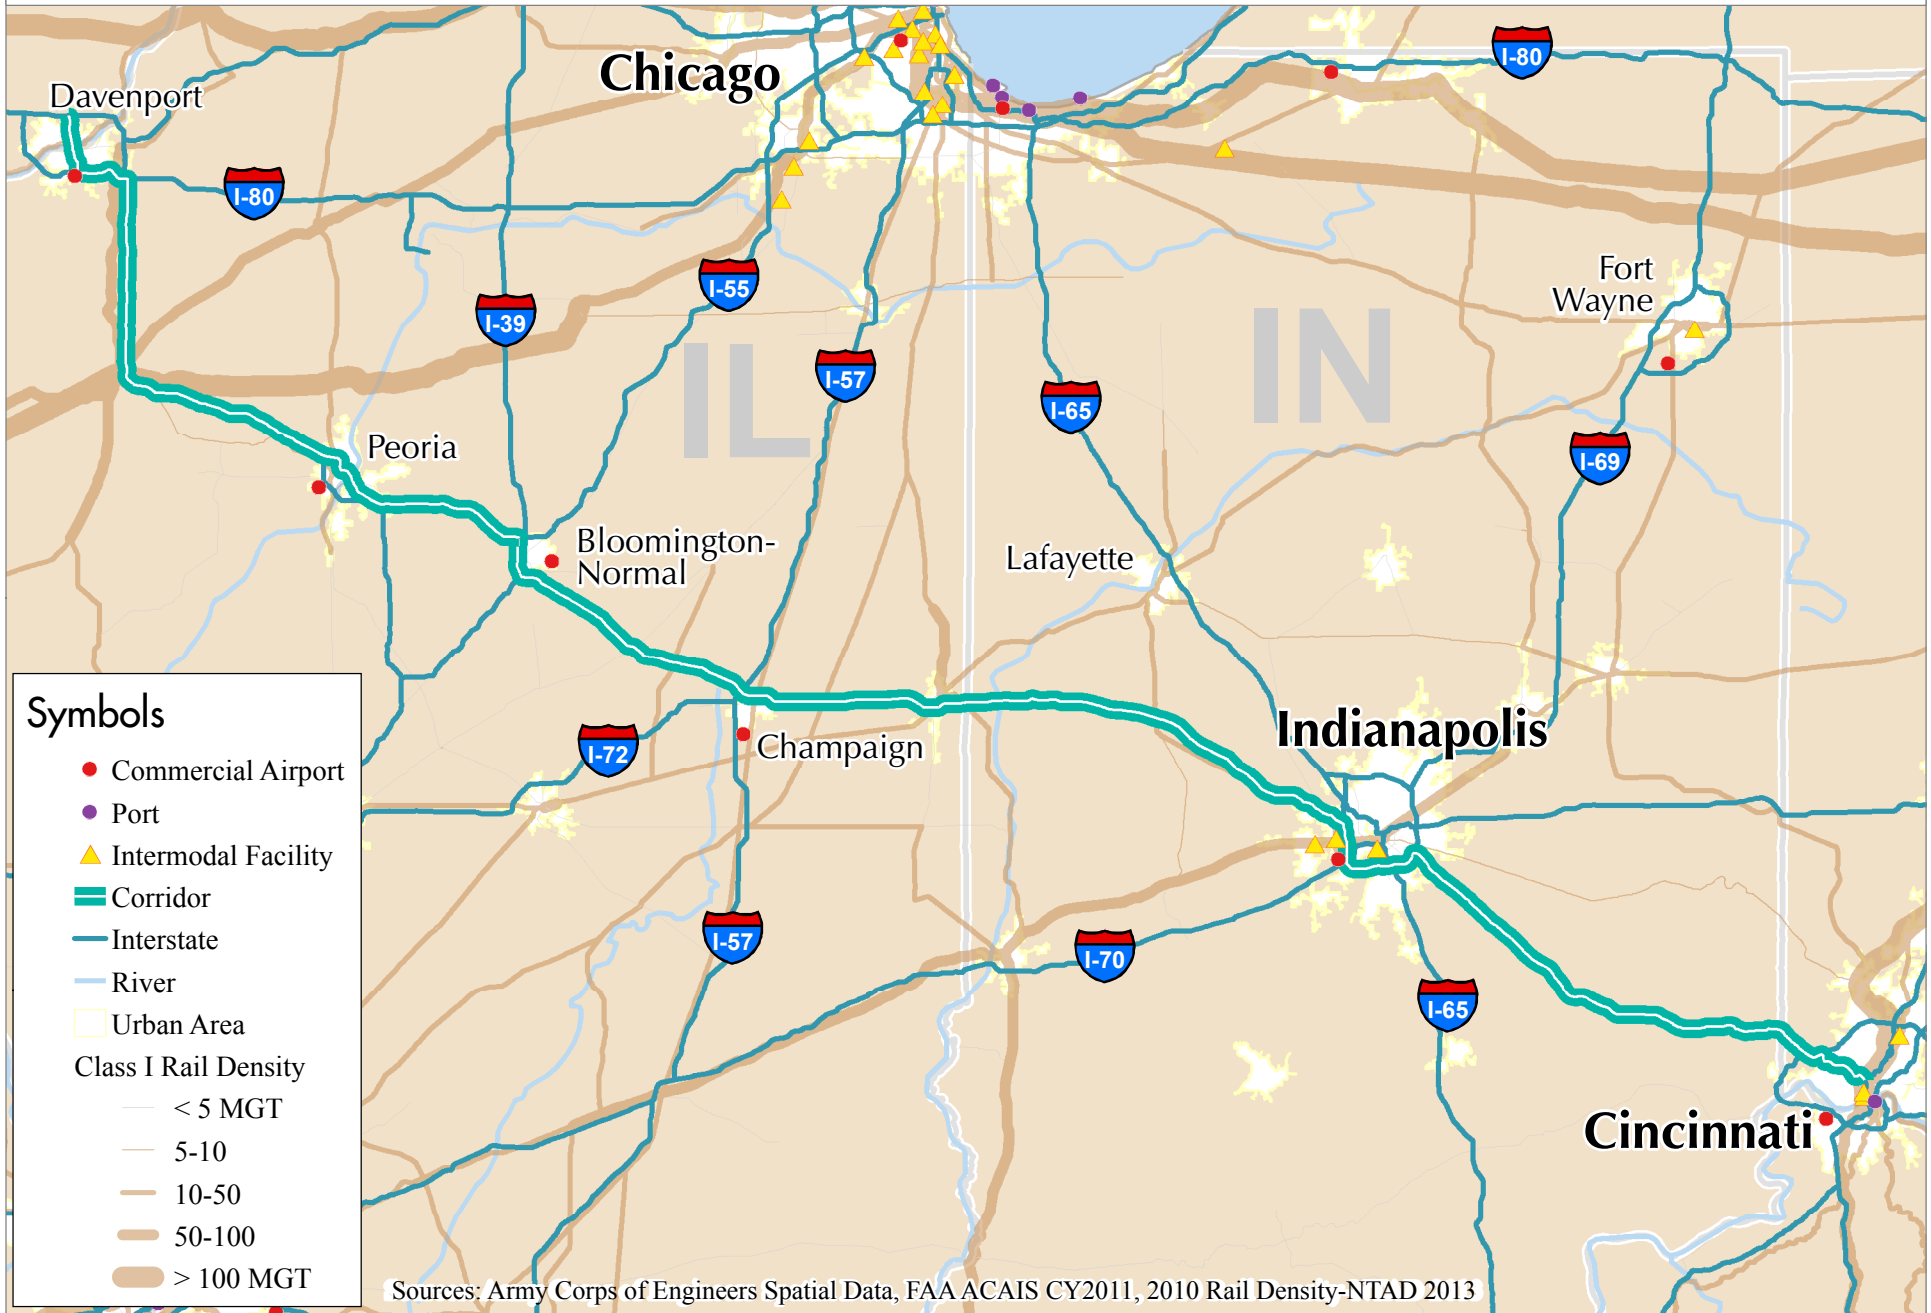 Chicago
I-80
Davenport
I-80
Fort
Wayne
I-55
I-39
IL
IN
I-57
I-65
Peoria
I-69
Bloomington-
Normal
Lafayette
Indianapolis
I-72
Champaign
I-57
I-70
I-65
Cincinnati
Symbols
Commercial Airport
Port
Intermodal Facility
Corridor
Interstate
River
Urban Area
Class I Rail Density
< 5 MGT
5-10
10-50
50-100
> 100 MGT
Sources: Army Corps of Engineers Spatial Data, FAA ACAIS CY2011, 2010 Rail Density-NTAD 2013